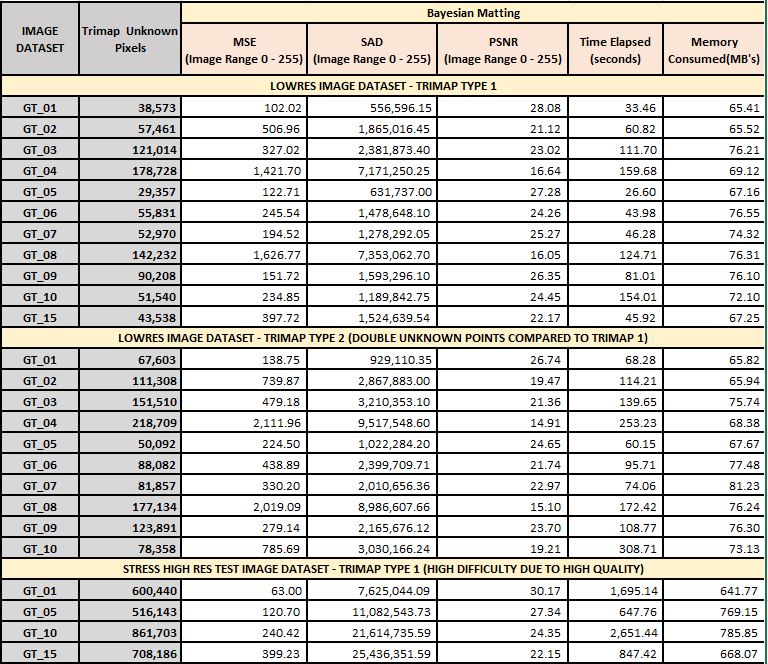 IMAGE DATASET Trimap Unknown Pixels Bayesian Matting
MSE (Image Range 0 - 255) SAD (Image Range 0 - 255) PSNR (Image Range 0 - 255) Time Elapsed (seconds) Memory Consumed(MB's)
LOWRES IMAGE DATASET - TRIMAP TYPE 1
GT_01 38,573 102.02 556,596.15 28.08 33.46 65.41
GT_02 57,461 506.96 1,865,016.45 21.12 60.82 65.52
GT_03 121,014 327.02 2,381,873.40 23.02 111.70 76.21
GT_04 178,728 1,421.70 7,171,250.25 16.64 159.68 69.12
GT_05 29,357 122.71 631,737.00 27.28 26.60 67.16
GT_06 55,831 245.54 1,478,648.10 24.26 43.98 76.55
GT_07 52,970 194.52 1,278,292.05 25.27 46.28 74.32
GT_08 142,232 1,626.77 7,353,062.70 16.05 124.71 76.31
GT_09 90,208 151.72 1,593,296.10 26.35 81.01 76.10
GT_10 51,540 234.85 1,189,842.75 24.45 154.01 72.10
GT_15 43,538 397.72 1,524,639.54 22.17 45.92 67.25
LOWRES IMAGE DATASET - TRIMAP TYPE 2 (DOUBLE UNKNOWN POINTS COMPARED TO TRIMAP 1)
GT_01 67,603 138.75 929,110.35 26.74 68.28 65.82
GT_02 111,308 739.87 2,867,883.00 19.47 114.21 65.94
GT_03 151,510 479.18 3,210,353.10 21.36 139.65 75.74
GT_04 218,709 2,111.96 9,517,548.60 14.91 253.23 68.38
GT_05 50,092 224.50 1,022,284.20 24.65 60.15 67.67
GT_06 88,082 438.89 2,399,709.71 21.74 95.71 77.48
GT_07 81,857 330.20 2,010,656.36 22.97 74.06 81.23
GT_08 177,134 2,019.09 8,986,607.66 15.10 172.42 76.24
GT_09 123,891 279.14 2,165,676.12 23.70 108.77 76.30
GT_10 78,358 785.69 3,030,166.24 19.21 308.71 73.13
STRESS HIGH RES TEST IMAGE DATASET - TRIMAP TYPE 1 (HIGH DIFFICULTY DUE TO HIGH QUALITY)
GT_01 600,440 63.00 7,625,044.09 30.17 1,695.14 641.77
GT_05 516,143 120.70 11,082,543.73 27.34 647.76 769.15
GT_10 861,703 240.42 21,614,735.59 24.35 2,651.44 785.85
GT_15 708,186 399.23 25,436,351.59 22.15 847.42 668.07